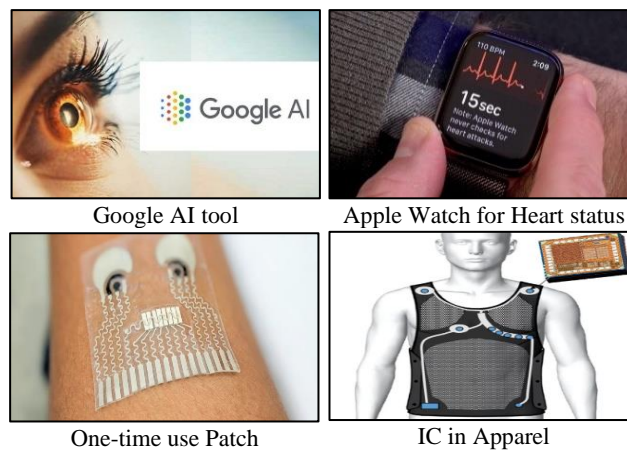 Google AI
110 BPM
2:09
15sec
Note: Apple Watch
never checks for
heart attacks.
Google AI tool
Apple Watch for Heart status
One-time use Patch
IC in Apparel